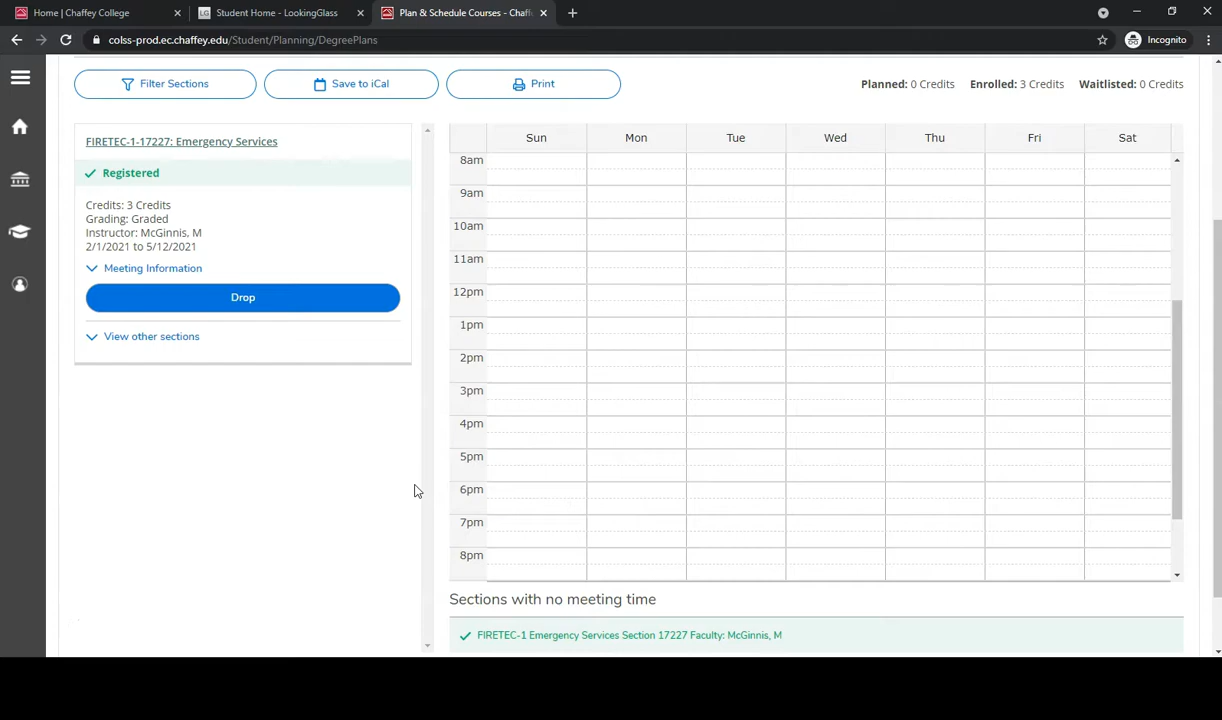 Home | Chaffey College
LG Student Home - LookingGlass
Plan & Schedule Courses - Chaff
colss-prod.ec.chaffey.edu/Student/Planning/DegreePlans
Incognito
Filter Sections
Save to iCal
Print
Planned: 0 Credits Enrolled: 3 Credits Waitlisted: 0 Credits
FIRETEC-1-17227: Emergency Services
Registered
Credits: 3 Credits
Grading: Graded
Instructor: McGinnis, M
2/1/2021 to 5/12/2021
Meeting Information
Drop
View other sections
Sun Mon Tue Wed Thu Fri Sat
8am
9am
10am
11am
12pm
1pm
2pm
3pm
4pm
5pm
6pm
7pm
8pm
Sections with no meeting time
FIRETEC-1 Emergency Services Section 17227 Faculty: McGinnis, M